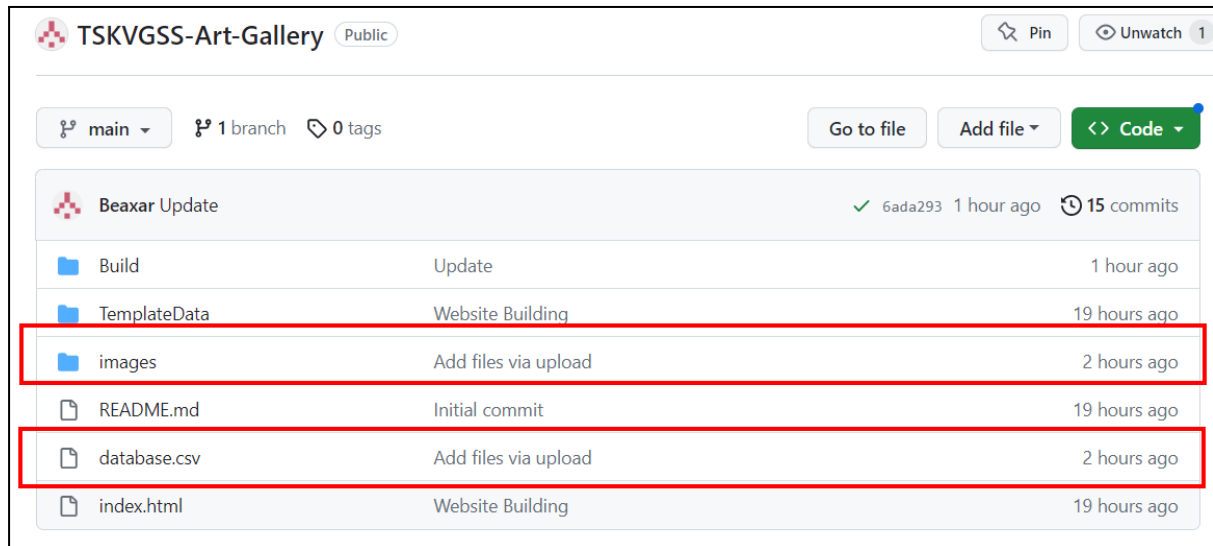 TSKVGSS-Art-Gallery Public Pin Unwatch 1
main 1 branch 0 tags Go to file Add file <> Code
Beaxar Update 6ada293 1 hour ago 15 commits
Build Update 1 hour ago
TemplateData Website Building 19 hours ago
images Add files via upload 2 hours ago
README.md Initial commit 19 hours ago
database.csv Add files via upload 2 hours ago
index.html Website Building 19 hours ago